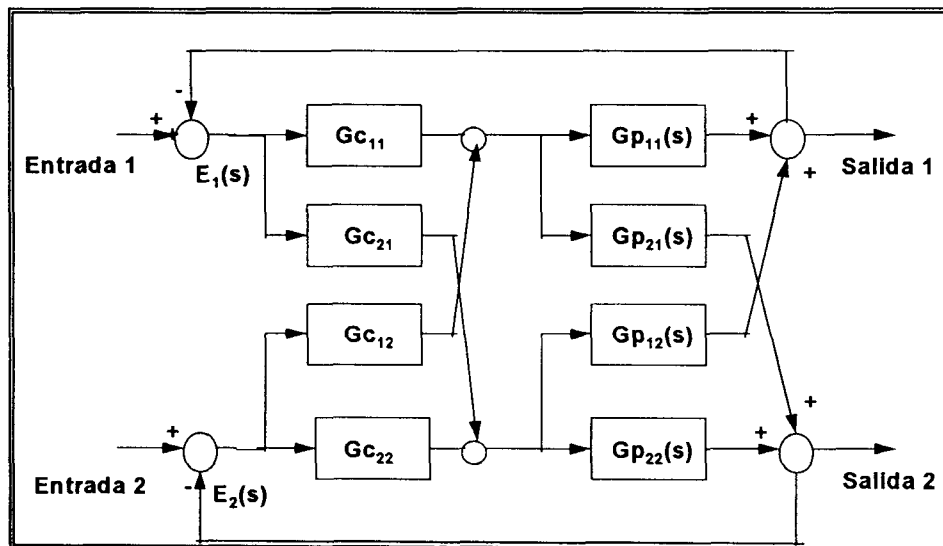 -
+ + Gc₁₁ Gp₁₁(s) +
Entrada 1 E₁(s) + Salida 1
Gc₂₁ Gp₂₁(s)
Gc₁₂ Gp₁₂(s)
+ Gc₂₂ Gp₂₂(s) + +
Entrada 2 - E₂(s) Salida 2